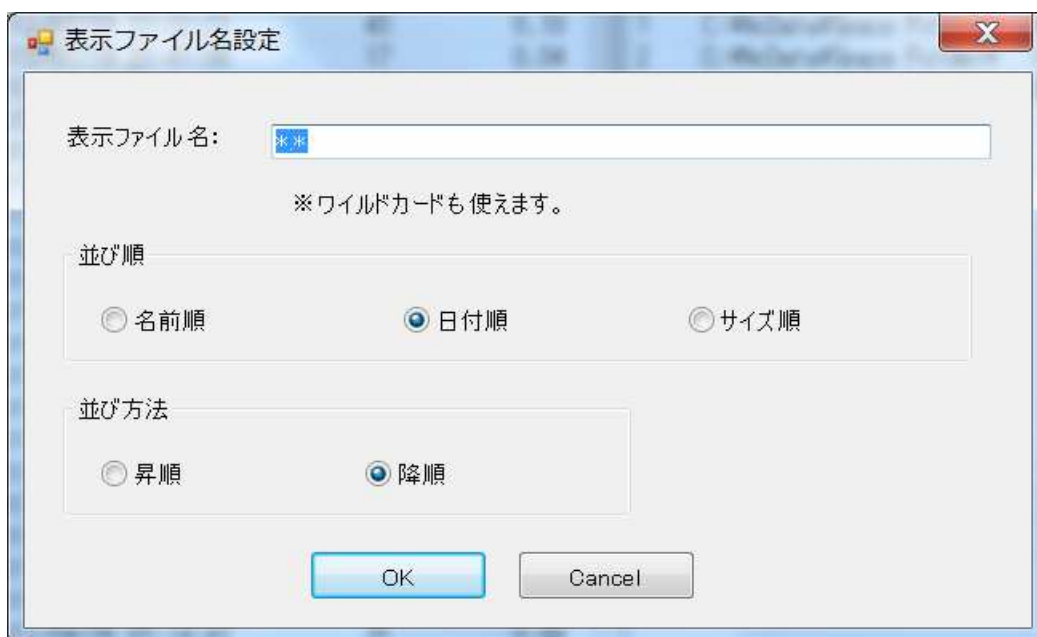 表示ファイル名設定
表示ファイル名：
*.*
※ワイルドカードも使えます。
並び順
名前順 日付順 サイズ順
並び方法
昇順 降順
OK Cancel